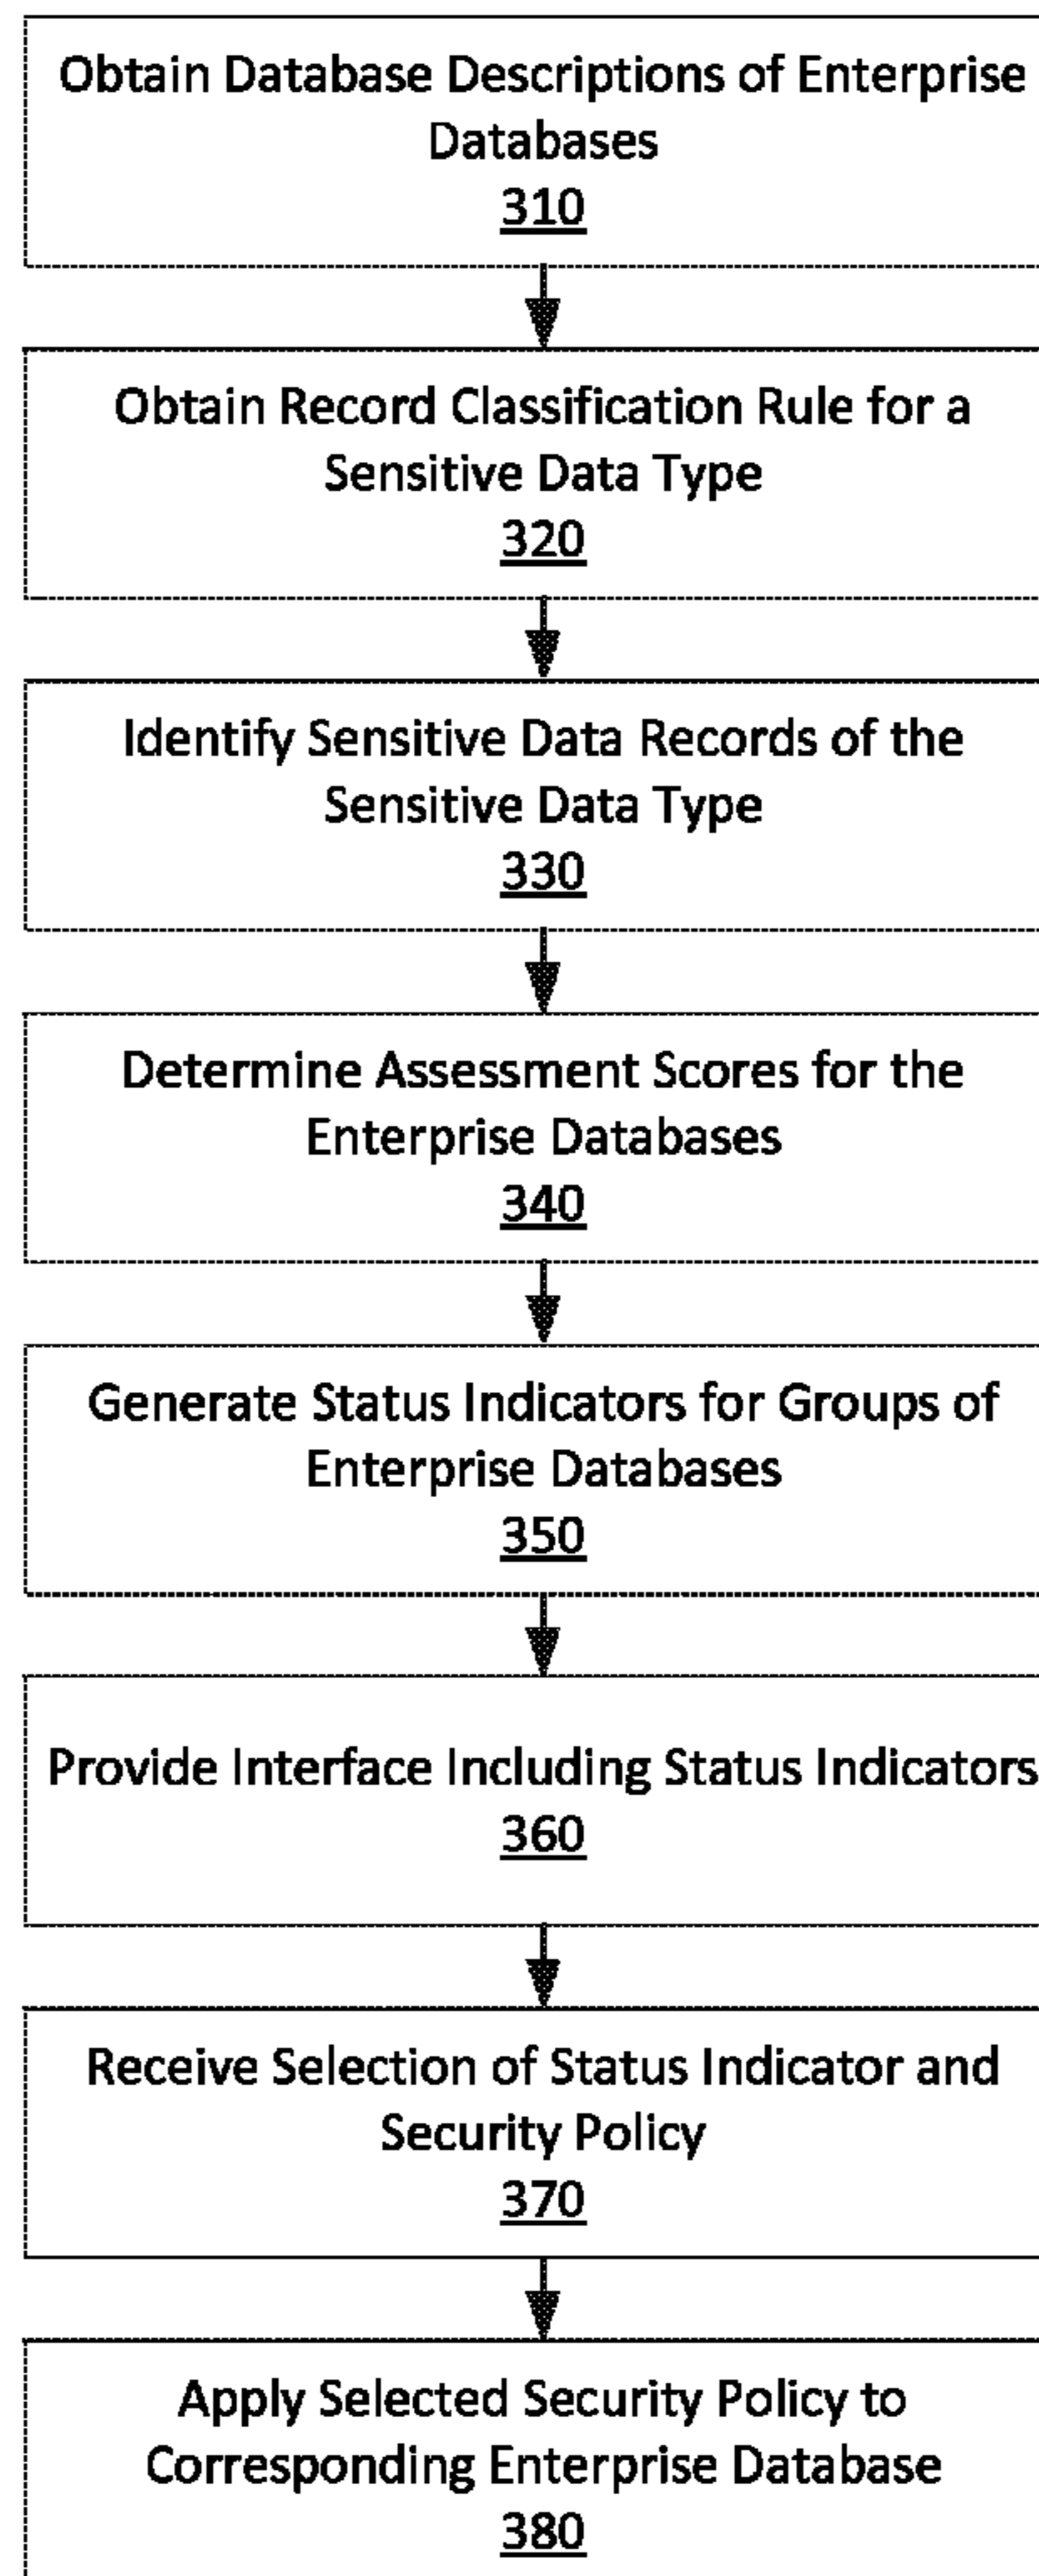 Obtain Database Descriptions of Enterprise
Databases
310
Obtain Record Classification Rule for a
Sensitive Data Type
320
Identify Sensitive Data Records of the
Sensitive Data Type
330
Determine Assessment Scores for the
Enterprise Databases
340
Generate Status Indicators for Groups of
Enterprise Databases
350
Provide Interface Including Status Indicators
360
Receive Selection of Status Indicator and
Security Policy
370
Apply Selected Security Policy to
Corresponding Enterprise Database
380